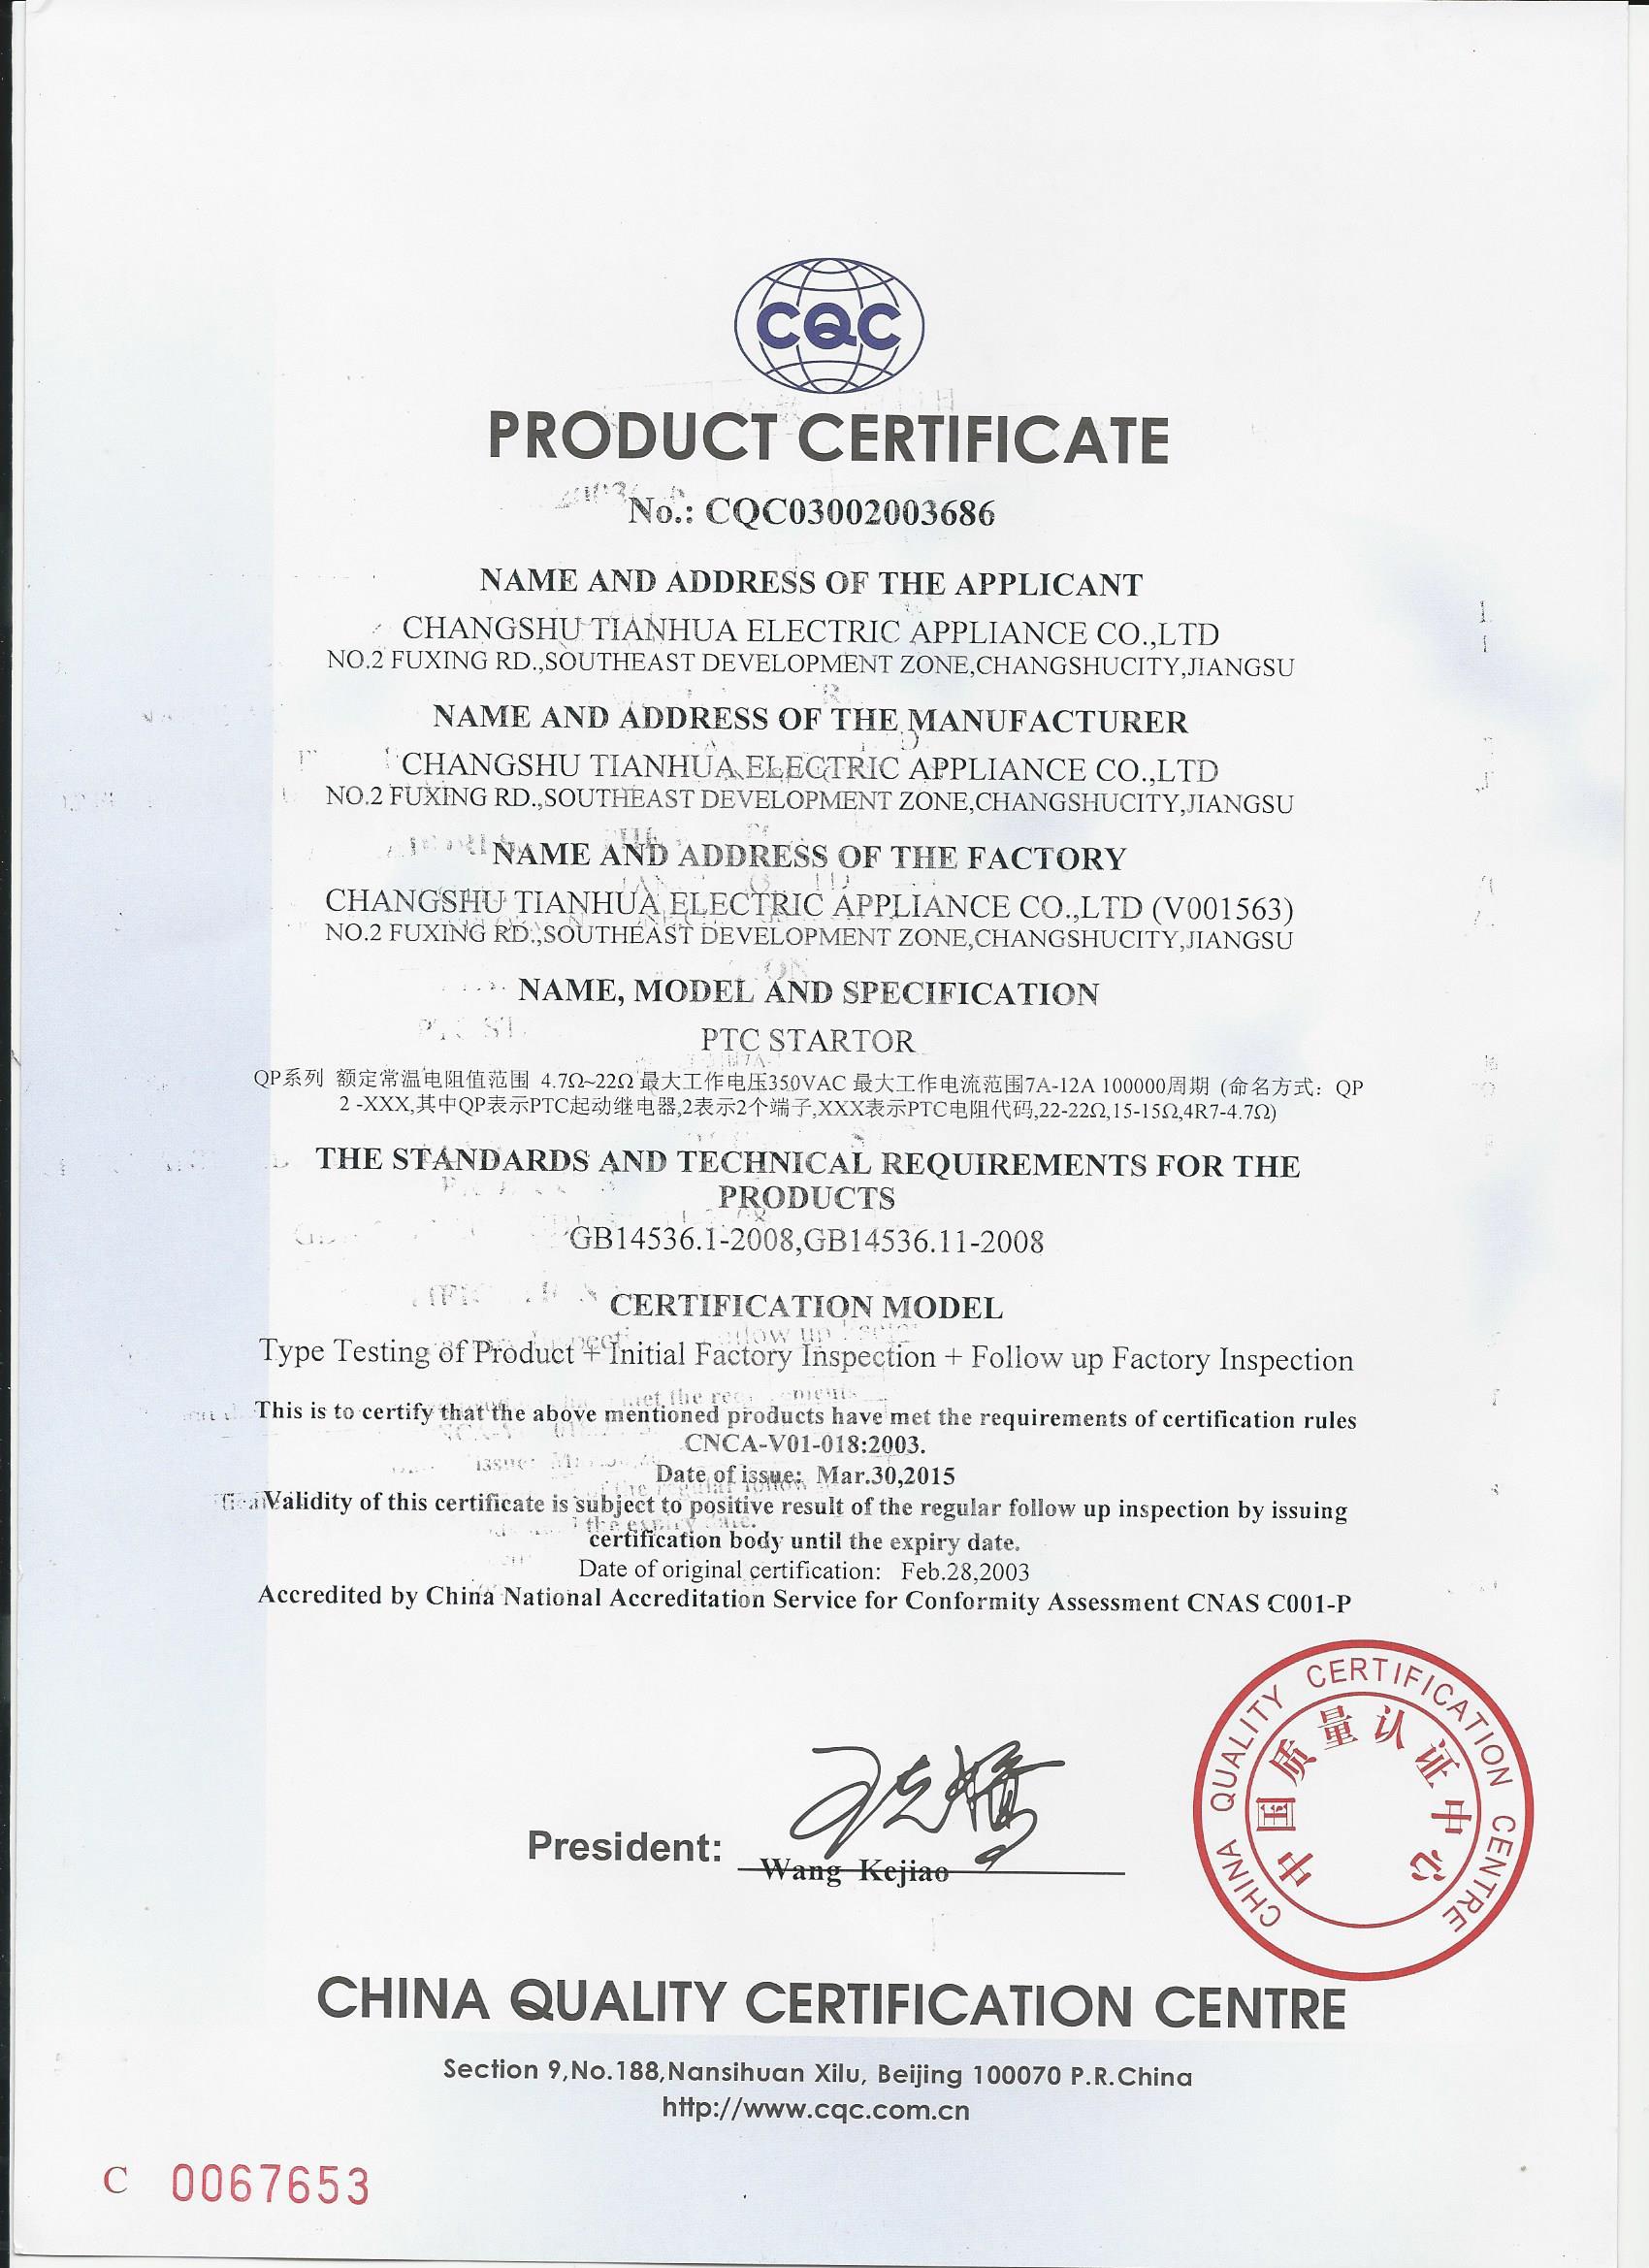 CQC
PRODUCT CERTIFICATE
No.: CQC03002003686
NAME AND ADDRESS OF THE APPLICANT
CHANGSHU TIANHUA ELECTRIC APPLIANCE CO.,LTD
NO.2 FUXING RD.,SOUTHEAST DEVELOPMENT ZONE,CHANGSHUCITY,JIANGSU
NAME AND ADDRESS OF THE MANUFACTURER
CHANGSHU TIANHUA ELECTRIC APPLIANCE CO.,LTD
NO.2 FUXING RD.,SOUTHEAST DEVELOPMENT ZONE,CHANGSHUCITY,JIANGSU
NAME AND ADDRESS OF THE FACTORY
CHANGSHU TIANHUA ELECTRIC APPLIANCE CO.,LTD (V001563)
NO.2 FUXING RD.,SOUTHEAST DEVELOPMENT ZONE,CHANGSHUCITY,JIANGSU
NAME, MODEL AND SPECIFICATION
PTC STARTOR
QP系列 额定常温电阻值范围 4.7Ω~22Ω 最大工作电压350VAC 最大工作电流范围7A-12A 100000周期 (命名方式: QP
2 -XXX,其中QP表示PTC起动继电器,2表示2个端子,XXX表示PTC电阻代码,22-22Ω,15-15Ω,4R7-4.7Ω)
THE STANDARDS AND TECHNICAL REQUIREMENTS FOR THE
PRODUCTS
GB14536.1-2008,GB14536.11-2008
CERTIFICATION MODEL
Type Testing of Product + Initial Factory Inspection + Follow up Factory Inspection
This is to certify that the above mentioned products have met the requirements of certification rules
CNCA-V01-018:2003.
Date of issue: Mar.30,2015
Validity of this certificate is subject to positive result of the regular follow up inspection by issuing
certification body until the expiry date.
Date of original certification: Feb.28,2003
Accredited by China National Accreditation Service for Conformity Assessment CNAS C001-P
CHINA QUALITY CERTIFICATION CENTRE
中国质量认证中心
President:
Wang Kejiao
CHINA QUALITY CERTIFICATION CENTRE
Section 9,No.188,Nansihuan Xilu, Beijing 100070 P.R.China
http://www.cqc.com.cn
C 0067653